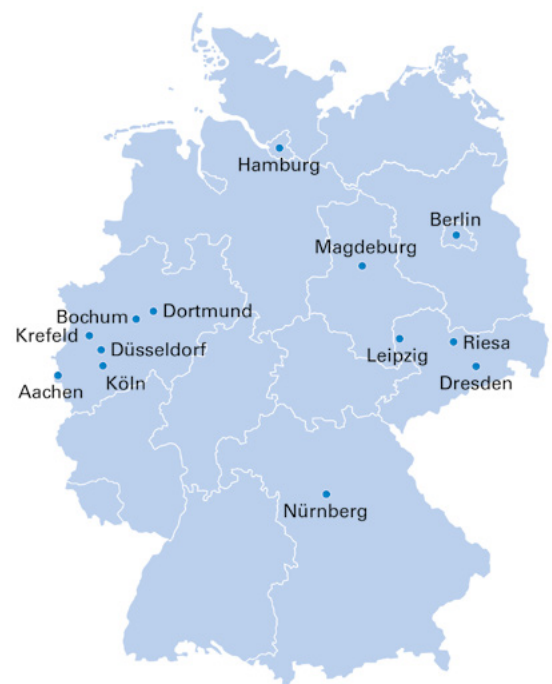 Hamburg
Berlin
Magdeburg
Dortmund
Bochum
Krefeld
Düsseldorf
Leipzig
Riesa
Köln
Dresden
Aachen
Nürnberg